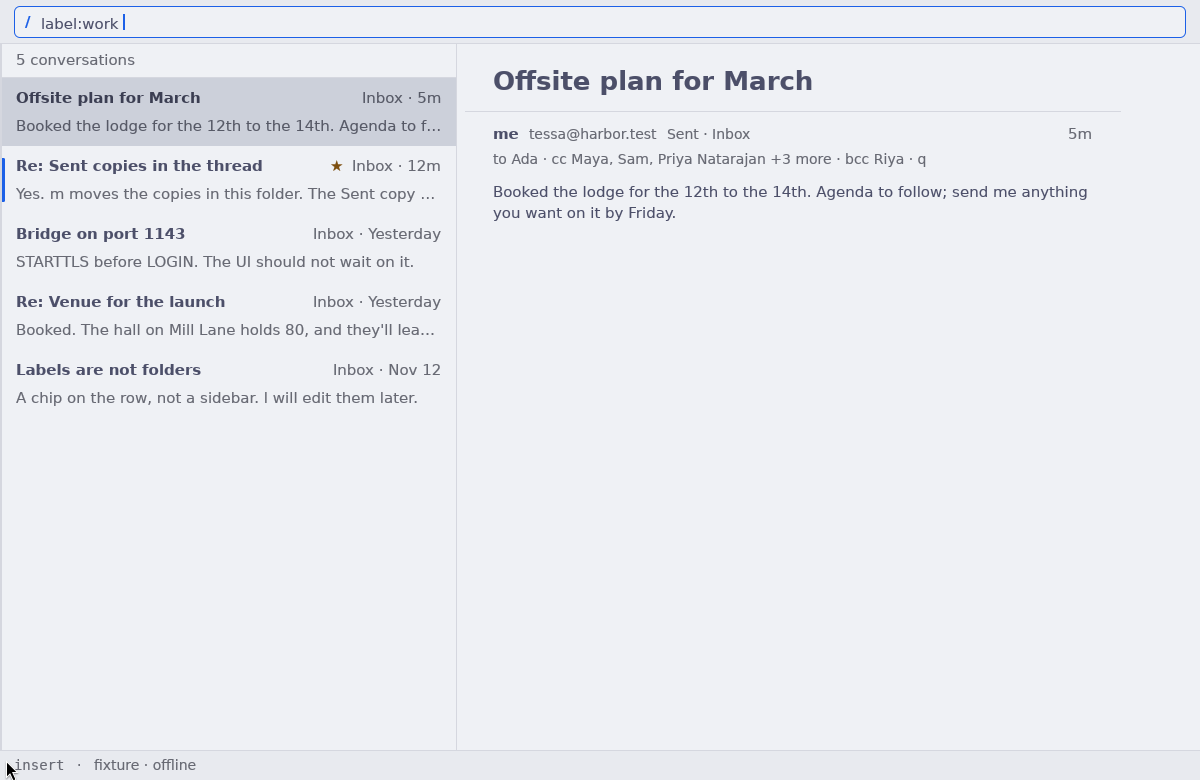 / label:work
5 conversations
Offsite plan for March Inbox · 5m
Booked the lodge for the 12th to the 14th. Agenda to f…
Re: Sent copies in the thread ★ Inbox · 12m
Yes. m moves the copies in this folder. The Sent copy …
Bridge on port 1143 Inbox · Yesterday
STARTTLS before LOGIN. The UI should not wait on it.
Re: Venue for the launch Inbox · Yesterday
Booked. The hall on Mill Lane holds 80, and they'll lea…
Labels are not folders Inbox · Nov 12
A chip on the row, not a sidebar. I will edit them later.
Offsite plan for March
me tessa@harbor.test Sent · Inbox 5m
to Ada · cc Maya, Sam, Priya Natarajan +3 more · bcc Riya · q
Booked the lodge for the 12th to the 14th. Agenda to follow; send me anything
you want on it by Friday.
insert · fixture · offline